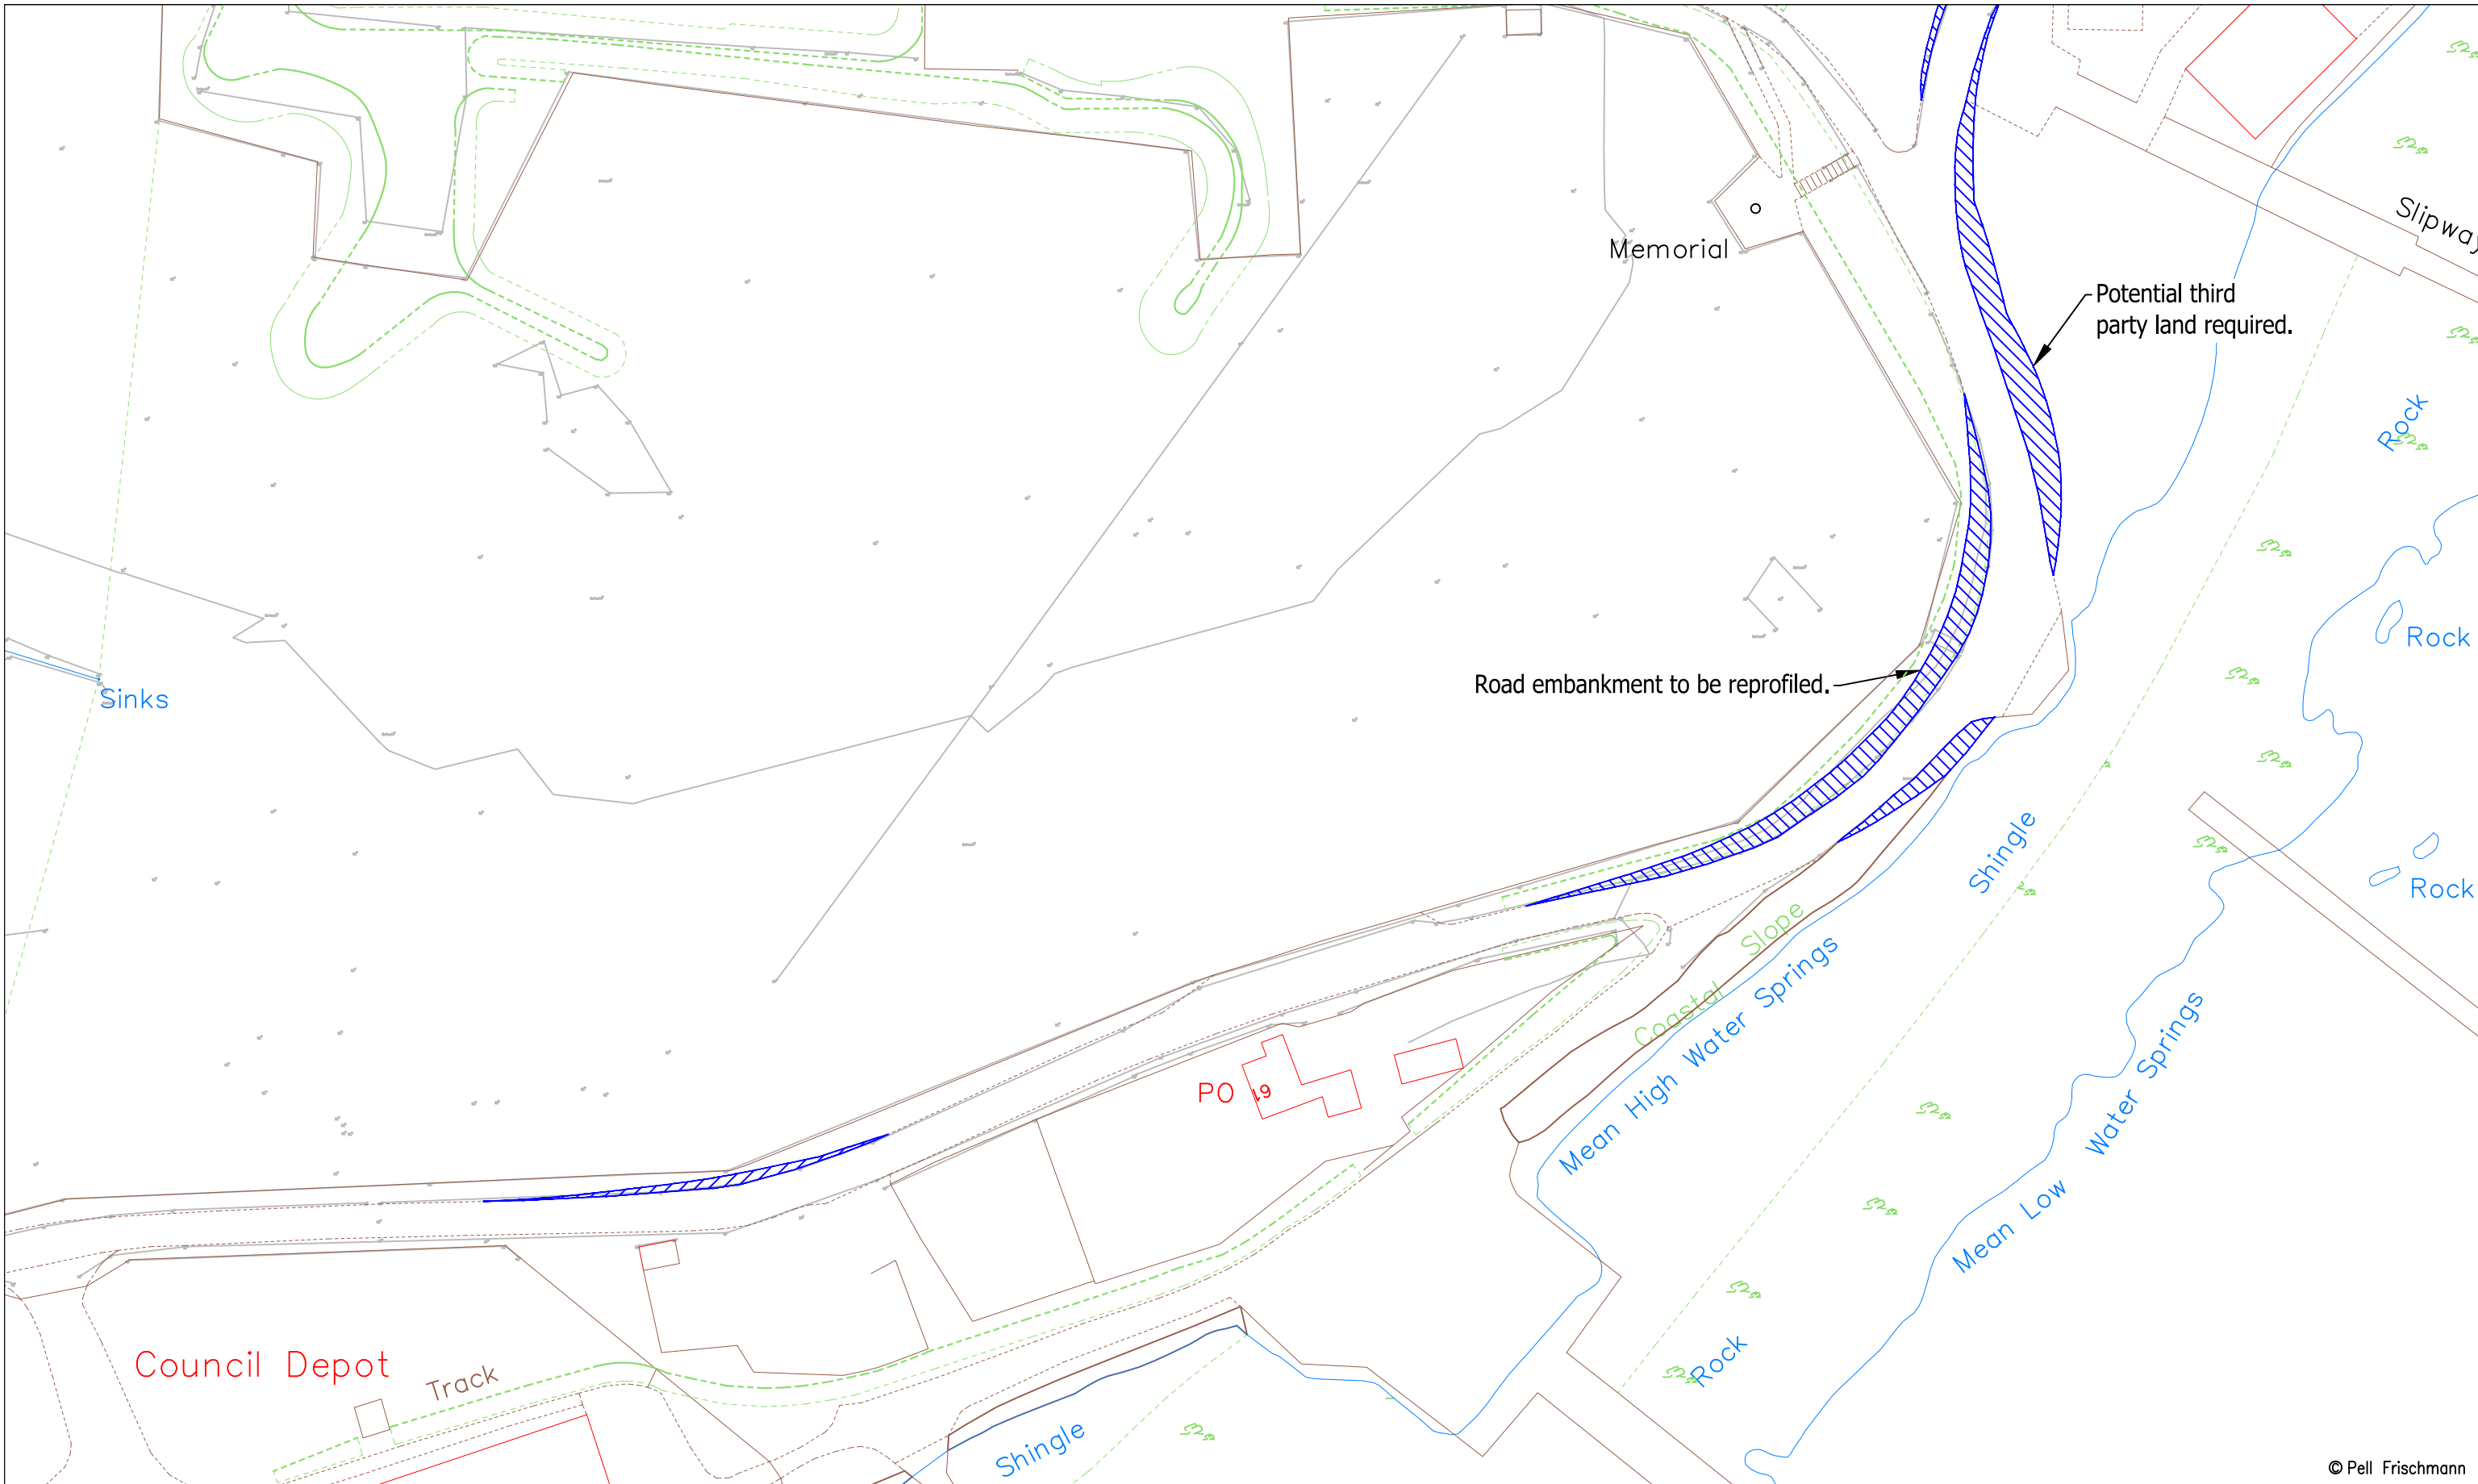 Slipway
Memorial
Potential third
party land required.
Rock
Rock
Road embankment to be reprofiled.
Sinks
Shingle
Rock
Coastal Slope
Mean High Water Springs
Mean Low Water Springs
PO 61
Council Depot
Track
Rock
Shingle
© Pell Frischmann